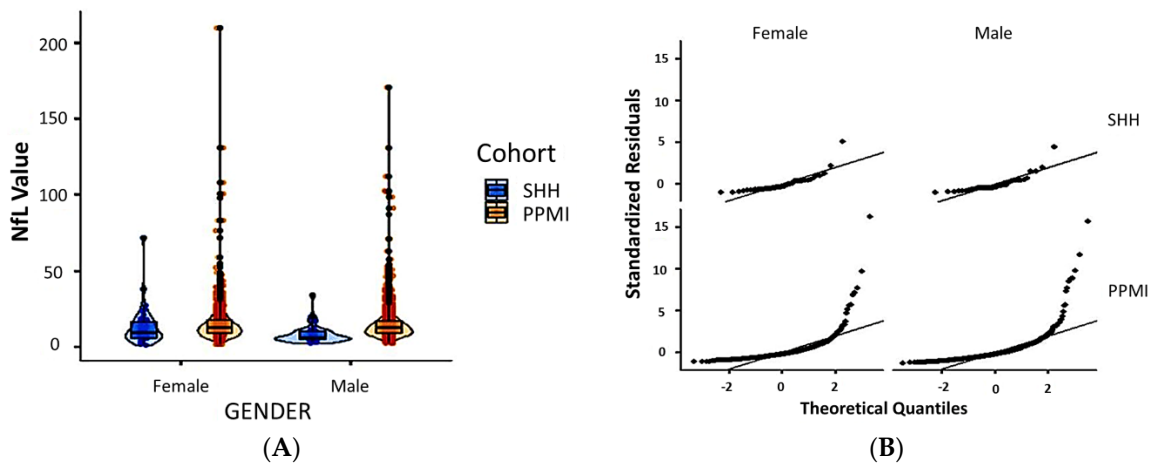 200
150
100
50
0
NfL Value
Female
Male
GENDER
Cohort
SHH
PPMI
(A)
Female
Male
15
10
5
0
SHH
15
10
5
0
PPMI
Standardized Residuals
-2
0
2
-2
0
2
Theoretical Quantiles
(B)